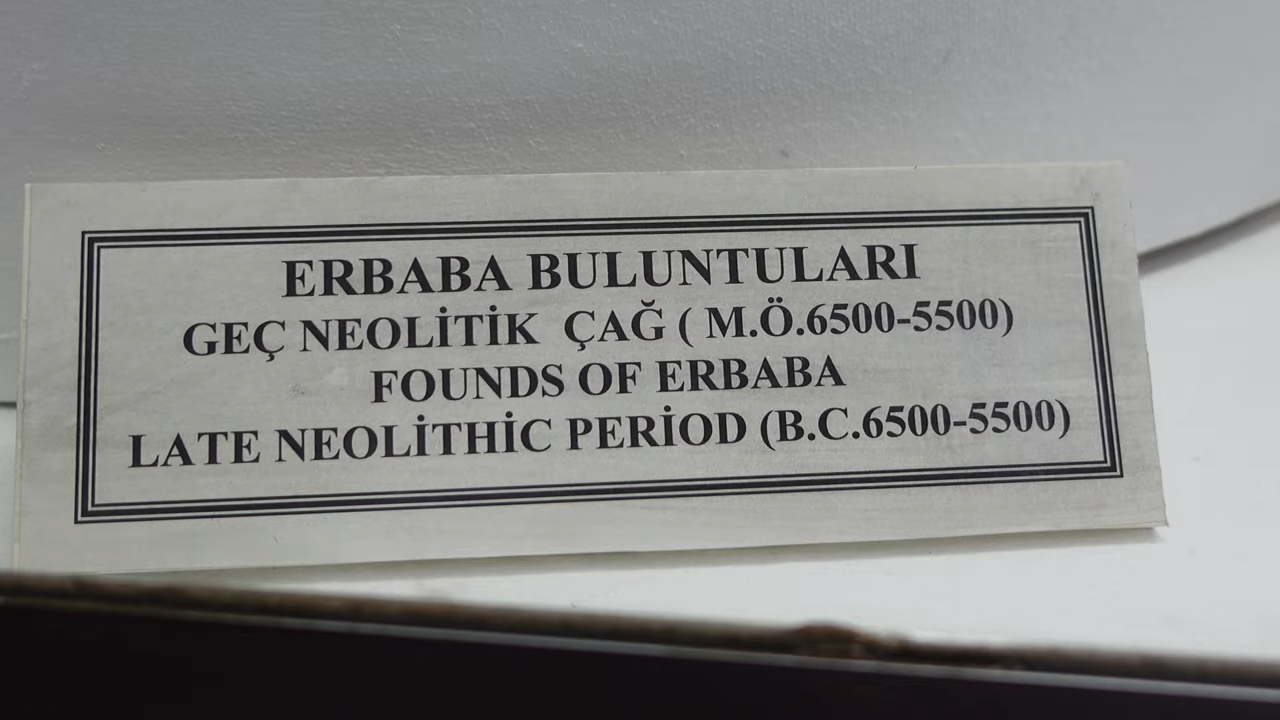 ERBABA BULUNTULARI
GEÇ NEOLİTİK ÇAĞ ( M.Ö.6500-5500)
FOUNDS OF ERBABA
LATE NEOLİTHİC PERİOD (B.C.6500-5500)